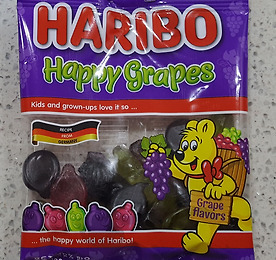 HARIBO
Happy Grapes
Kids and grown-ups love it so ...
RECIPE
FROM
GERMANY
Grape
flavors
... the happy world of Haribo!